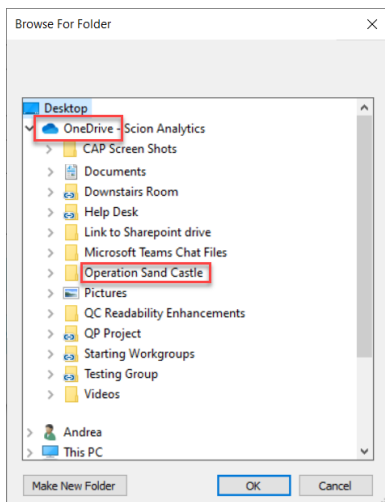 Browse For Folder
Desktop
OneDrive - Scion Analytics
CAP Screen Shots
Documents
Downstairs Room
Help Desk
Link to Sharepoint drive
Microsoft Teams Chat Files
Operation Sand Castle
Pictures
QC Readability Enhancements
QP Project
Starting Workgroups
Testing Group
Videos
Andrea
This PC
Make New Folder OK Cancel